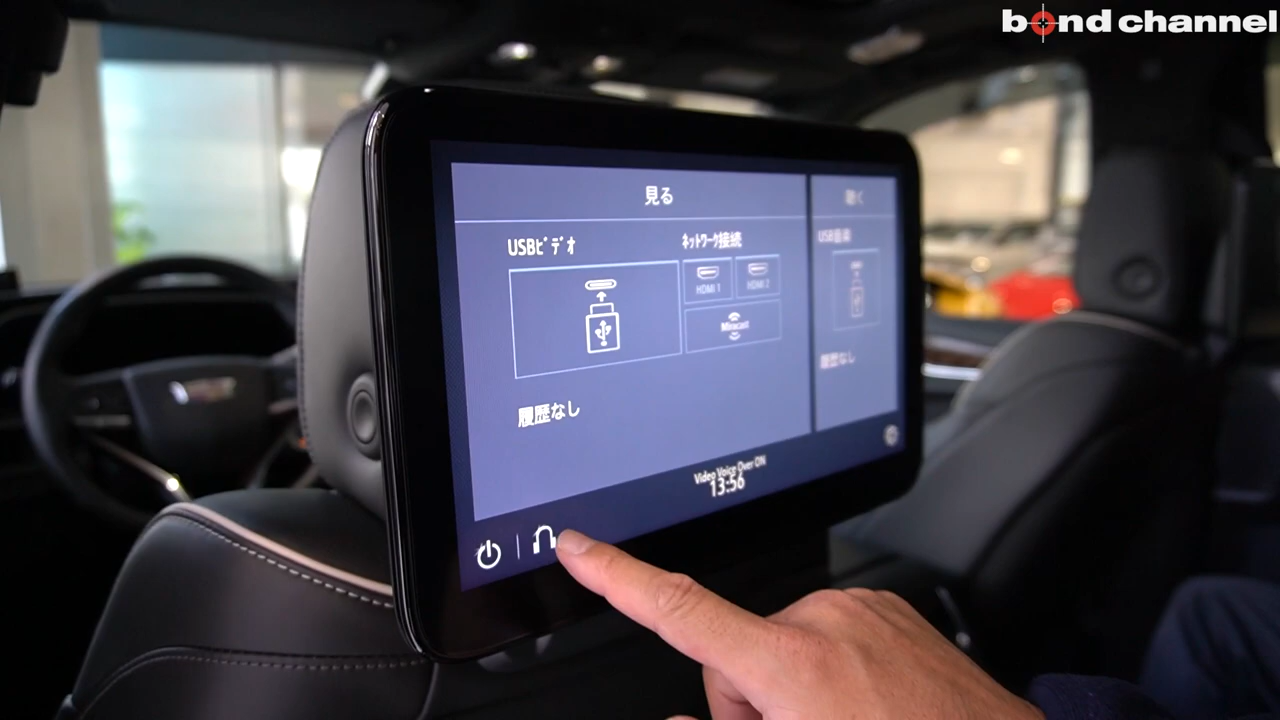 bond channel
見る
聴く
USBビデオ
ネットワーク接続
USB音楽
HDMI 1
HDMI 2
Miracast
履歴なし
履歴なし
Video Voice Over ON
13:56